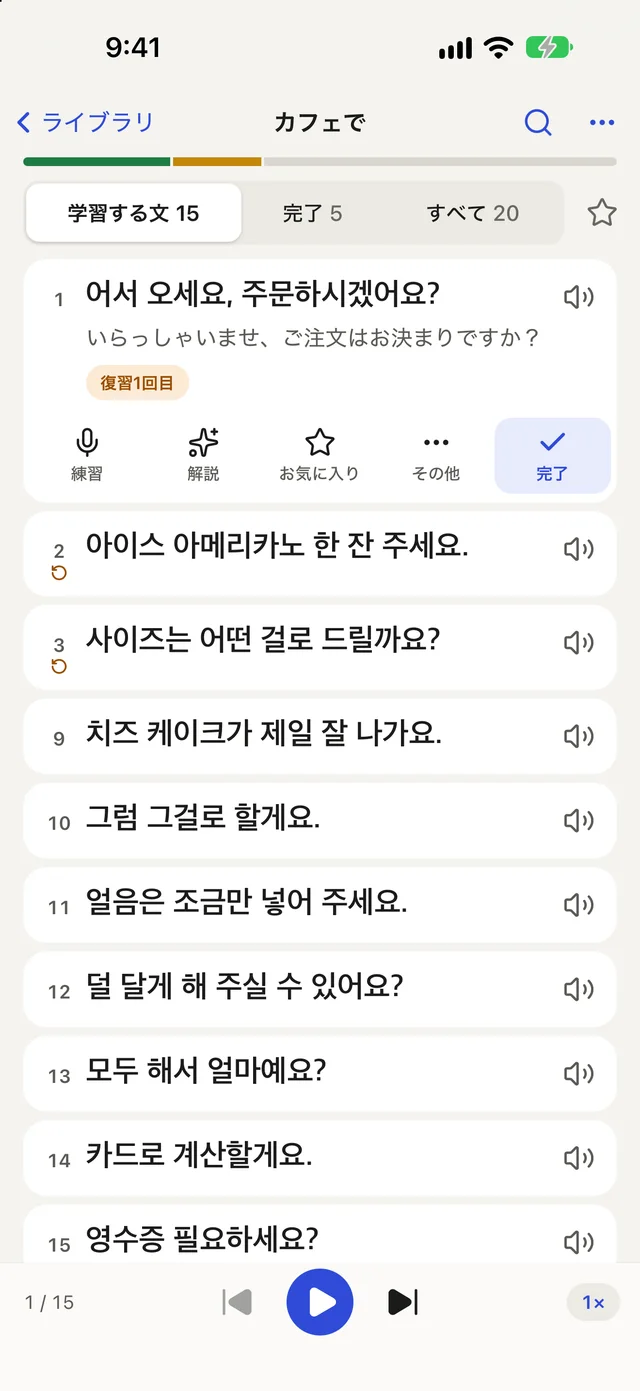 9:41
ライブラリ
カフェで
学習する文 15
完了 5
すべて 20
1
어서 오세요, 주문하시겠어요?
いらっしゃいませ、ご注文はお決まりですか？
復習1回目
練習
解説
お気に入り
その他
完了
2
아이스 아메리카노 한 잔 주세요.
3
사이즈는 어떤 걸로 드릴까요?
9
치즈 케이크가 제일 잘 나가요.
10
그럼 그걸로 할게요.
11
얼음은 조금만 넣어 주세요.
12
덜 달게 해 주실 수 있어요?
13
모두 해서 얼마예요?
14
카드로 계산할게요.
15
영수증 필요하세요?
1 / 15
1×